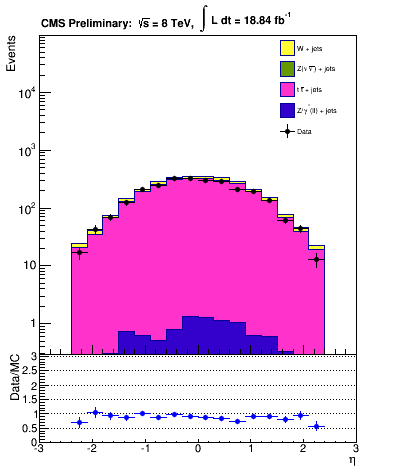 CMS Preliminary: √s = 8 TeV, ∫ L dt = 18.84 fb⁻¹
Events
W + jets
Z(ν ν̄) + jets
t t̄ + jets
Z/γ*(ll) + jets
Data
10⁴
10³
10²
10
1
Data/MC
3
2.5
2
1.5
1
0.5
0
-3 -2 -1 0 1 2 3
η